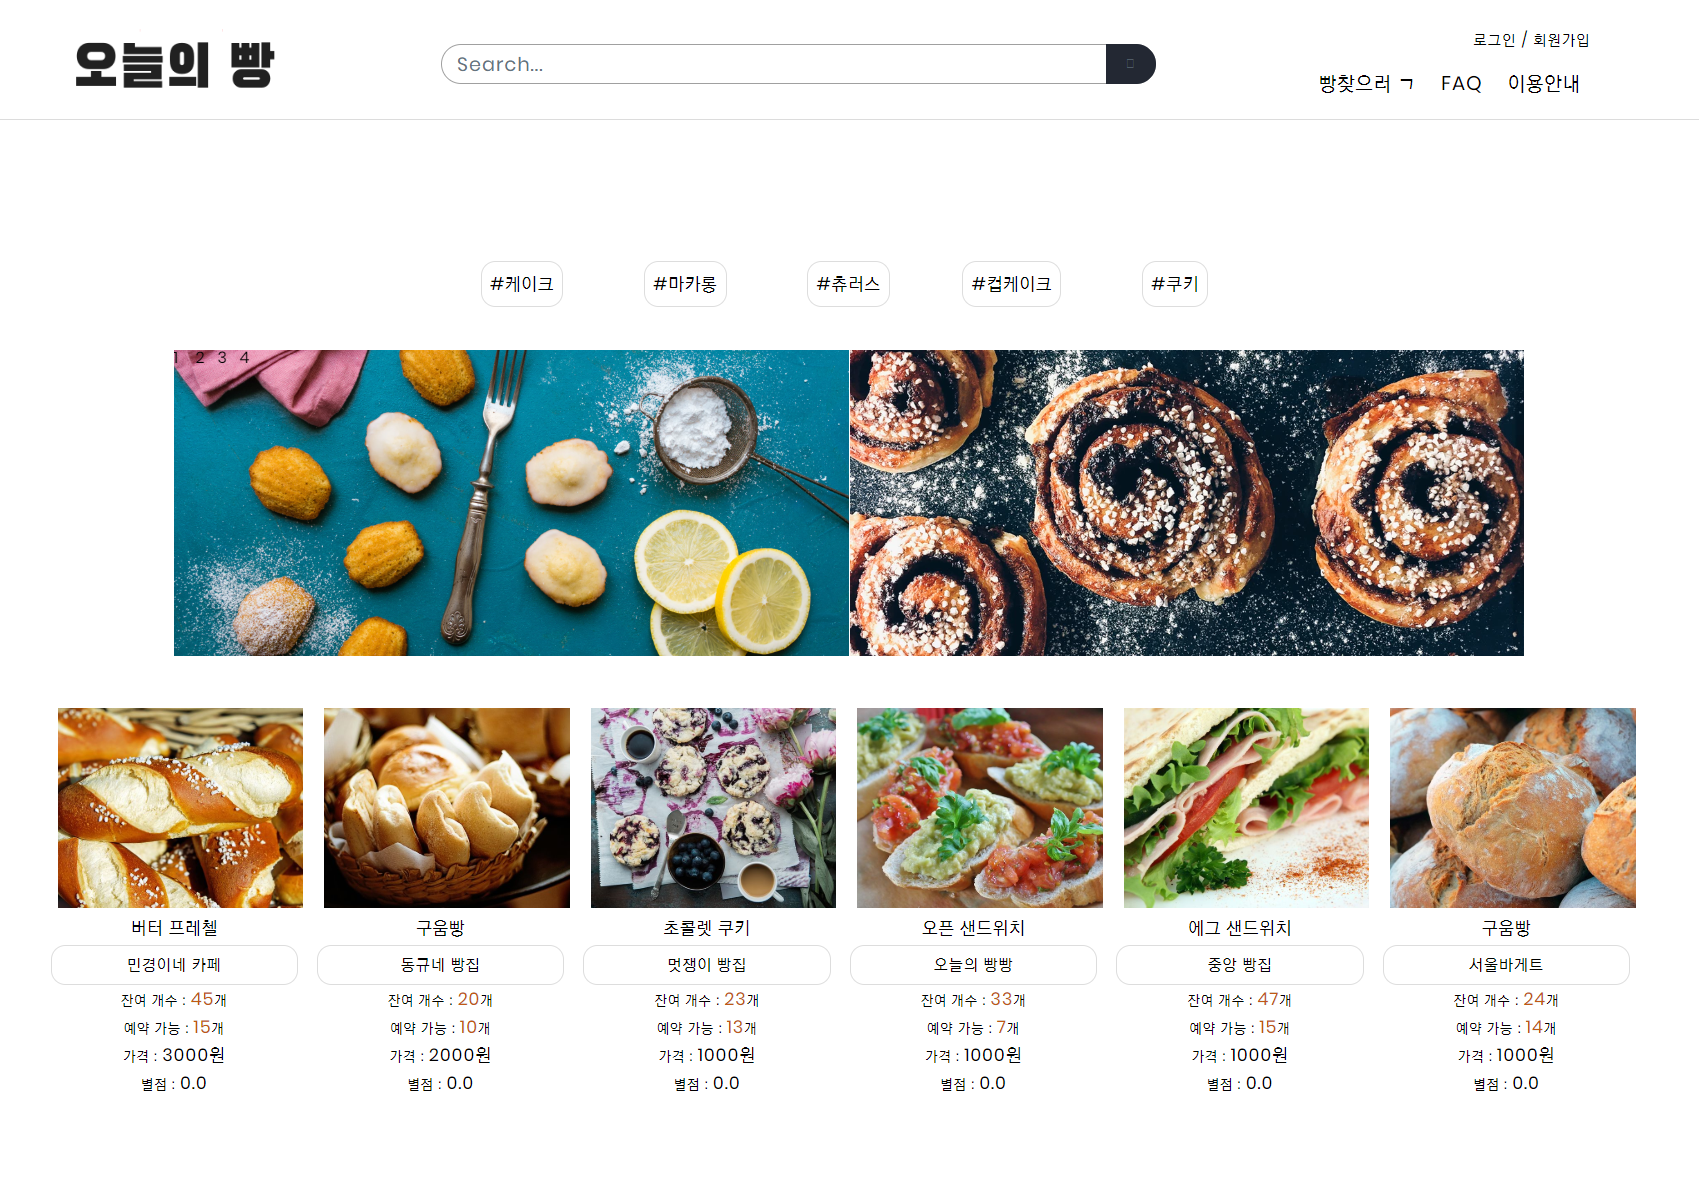 오늘의 빵
Search...
로그인 / 회원가입
빵찾으러 ㄱ FAQ 이용안내
#케이크 #마카롱 #츄러스 #컵케이크 #쿠키
1 2 3 4
버터 프레첼
민경이네 카페
잔여 개수 : 45개
예약 가능 : 15개
가격 : 3000원
별점 : 0.0
구움빵
동규네 빵집
잔여 개수 : 20개
예약 가능 : 10개
가격 : 2000원
별점 : 0.0
초콜렛 쿠키
멋쟁이 빵집
잔여 개수 : 23개
예약 가능 : 13개
가격 : 1000원
별점 : 0.0
오픈 샌드위치
오늘의 빵빵
잔여 개수 : 33개
예약 가능 : 7개
가격 : 1000원
별점 : 0.0
에그 샌드위치
중앙 빵집
잔여 개수 : 47개
예약 가능 : 15개
가격 : 1000원
별점 : 0.0
구움빵
서울바게트
잔여 개수 : 24개
예약 가능 : 14개
가격 : 1000원
별점 : 0.0